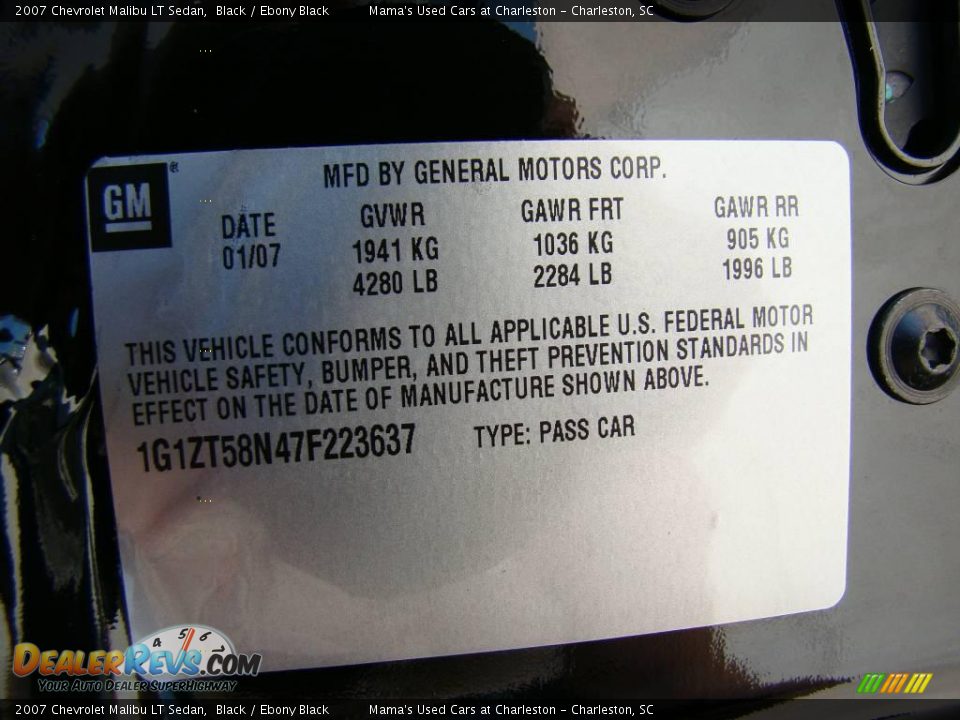 2007 Chevrolet Malibu LT Sedan, Black / Ebony Black Mama's Used Cars at Charleston - Charleston, SC
GM ®
MFD BY GENERAL MOTORS CORP.
DATE GVWR GAWR FRT GAWR RR
01/07 1941 KG 1036 KG 905 KG
4280 LB 2284 LB 1996 LB
THIS VEHICLE CONFORMS TO ALL APPLICABLE U.S. FEDERAL MOTOR
VEHICLE SAFETY, BUMPER, AND THEFT PREVENTION STANDARDS IN
EFFECT ON THE DATE OF MANUFACTURE SHOWN ABOVE.
1G1ZT58N47F223637 TYPE: PASS CAR
4 5 6 7
DEALERREVS.COM
YOUR AUTO DEALER SUPERHIGHWAY
2007 Chevrolet Malibu LT Sedan, Black / Ebony Black Mama's Used Cars at Charleston - Charleston, SC